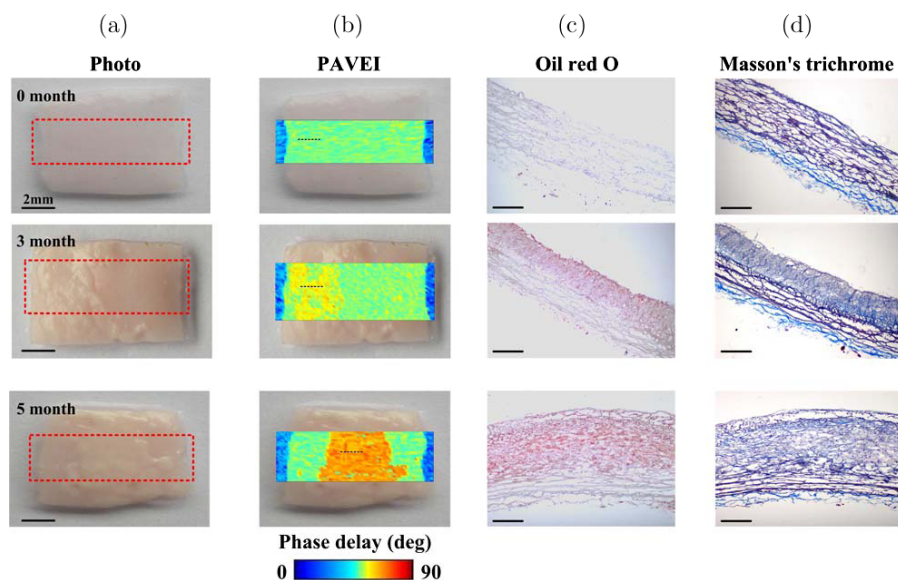 (a) (b) (c) (d)
Photo PAVEI Oil red O Masson's trichrome
0 month
2mm
3 month
5 month
Phase delay (deg)
0 90